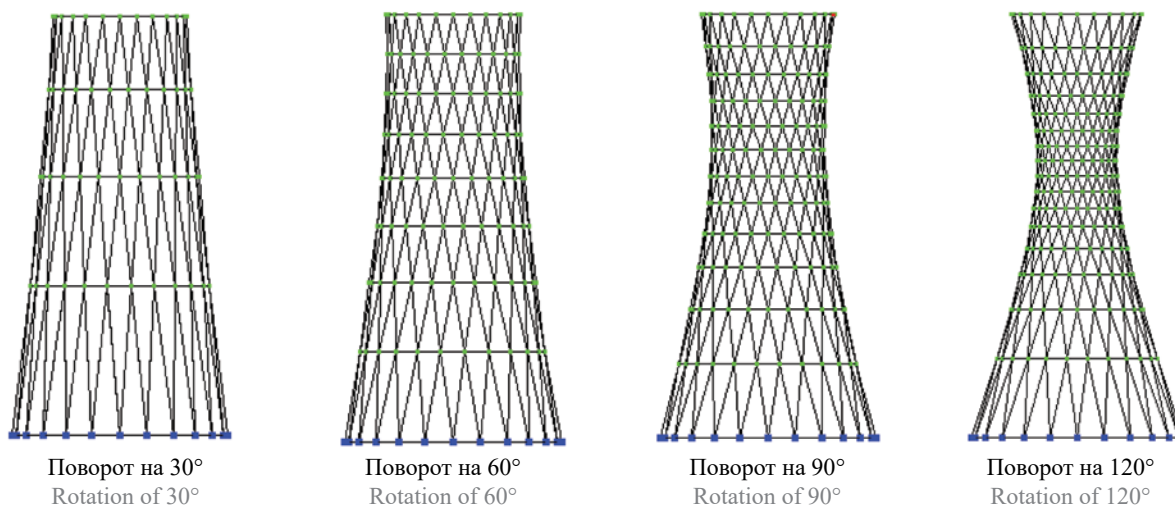 Поворот на 30°
Rotation of 30°
Поворот на 60°
Rotation of 60°
Поворот на 90°
Rotation of 90°
Поворот на 120°
Rotation of 120°